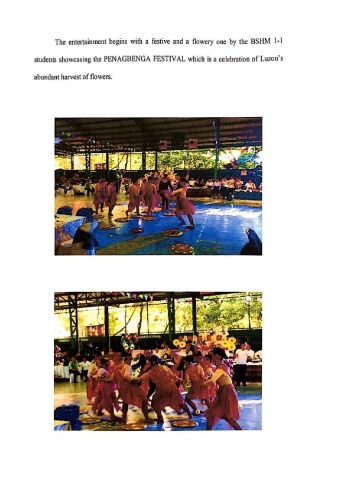 The entertainment begins with a festive and a flowery one by the BSHM 1-1
students showcasing the PENAGBENGA FESTIVAL which is a celebration of Luzon's
abundant harvest of flowers.